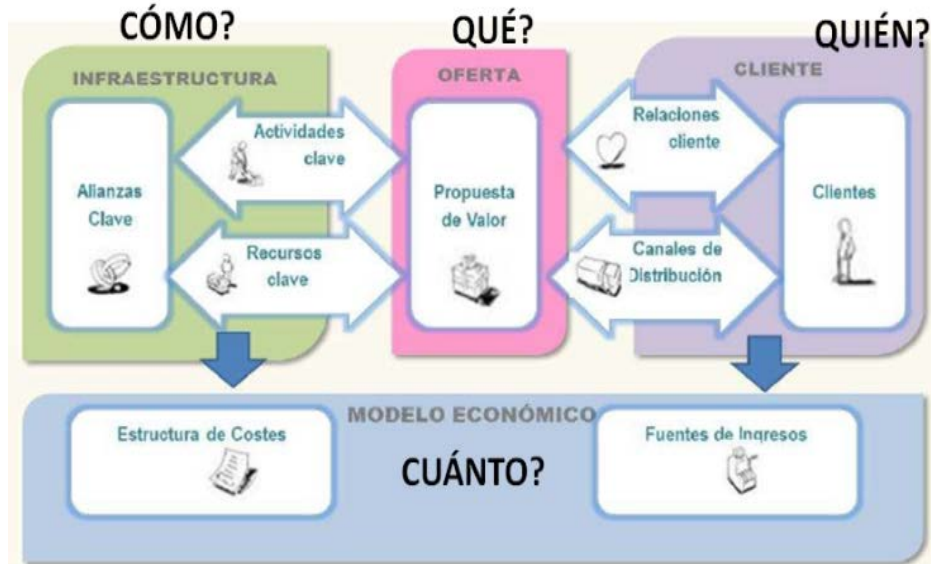 CÓMO?
QUÉ?
QUIÉN?
INFRAESTRUCTURA
OFERTA
CLIENTE
Actividades
clave
Relaciones
cliente
Alianzas
Clave
Propuesta
de Valor
Clientes
Recursos
clave
Canales de
Distribución
MODELO ECONÓMICO
Estructura de Costes
Fuentes de Ingresos
CUÁNTO?